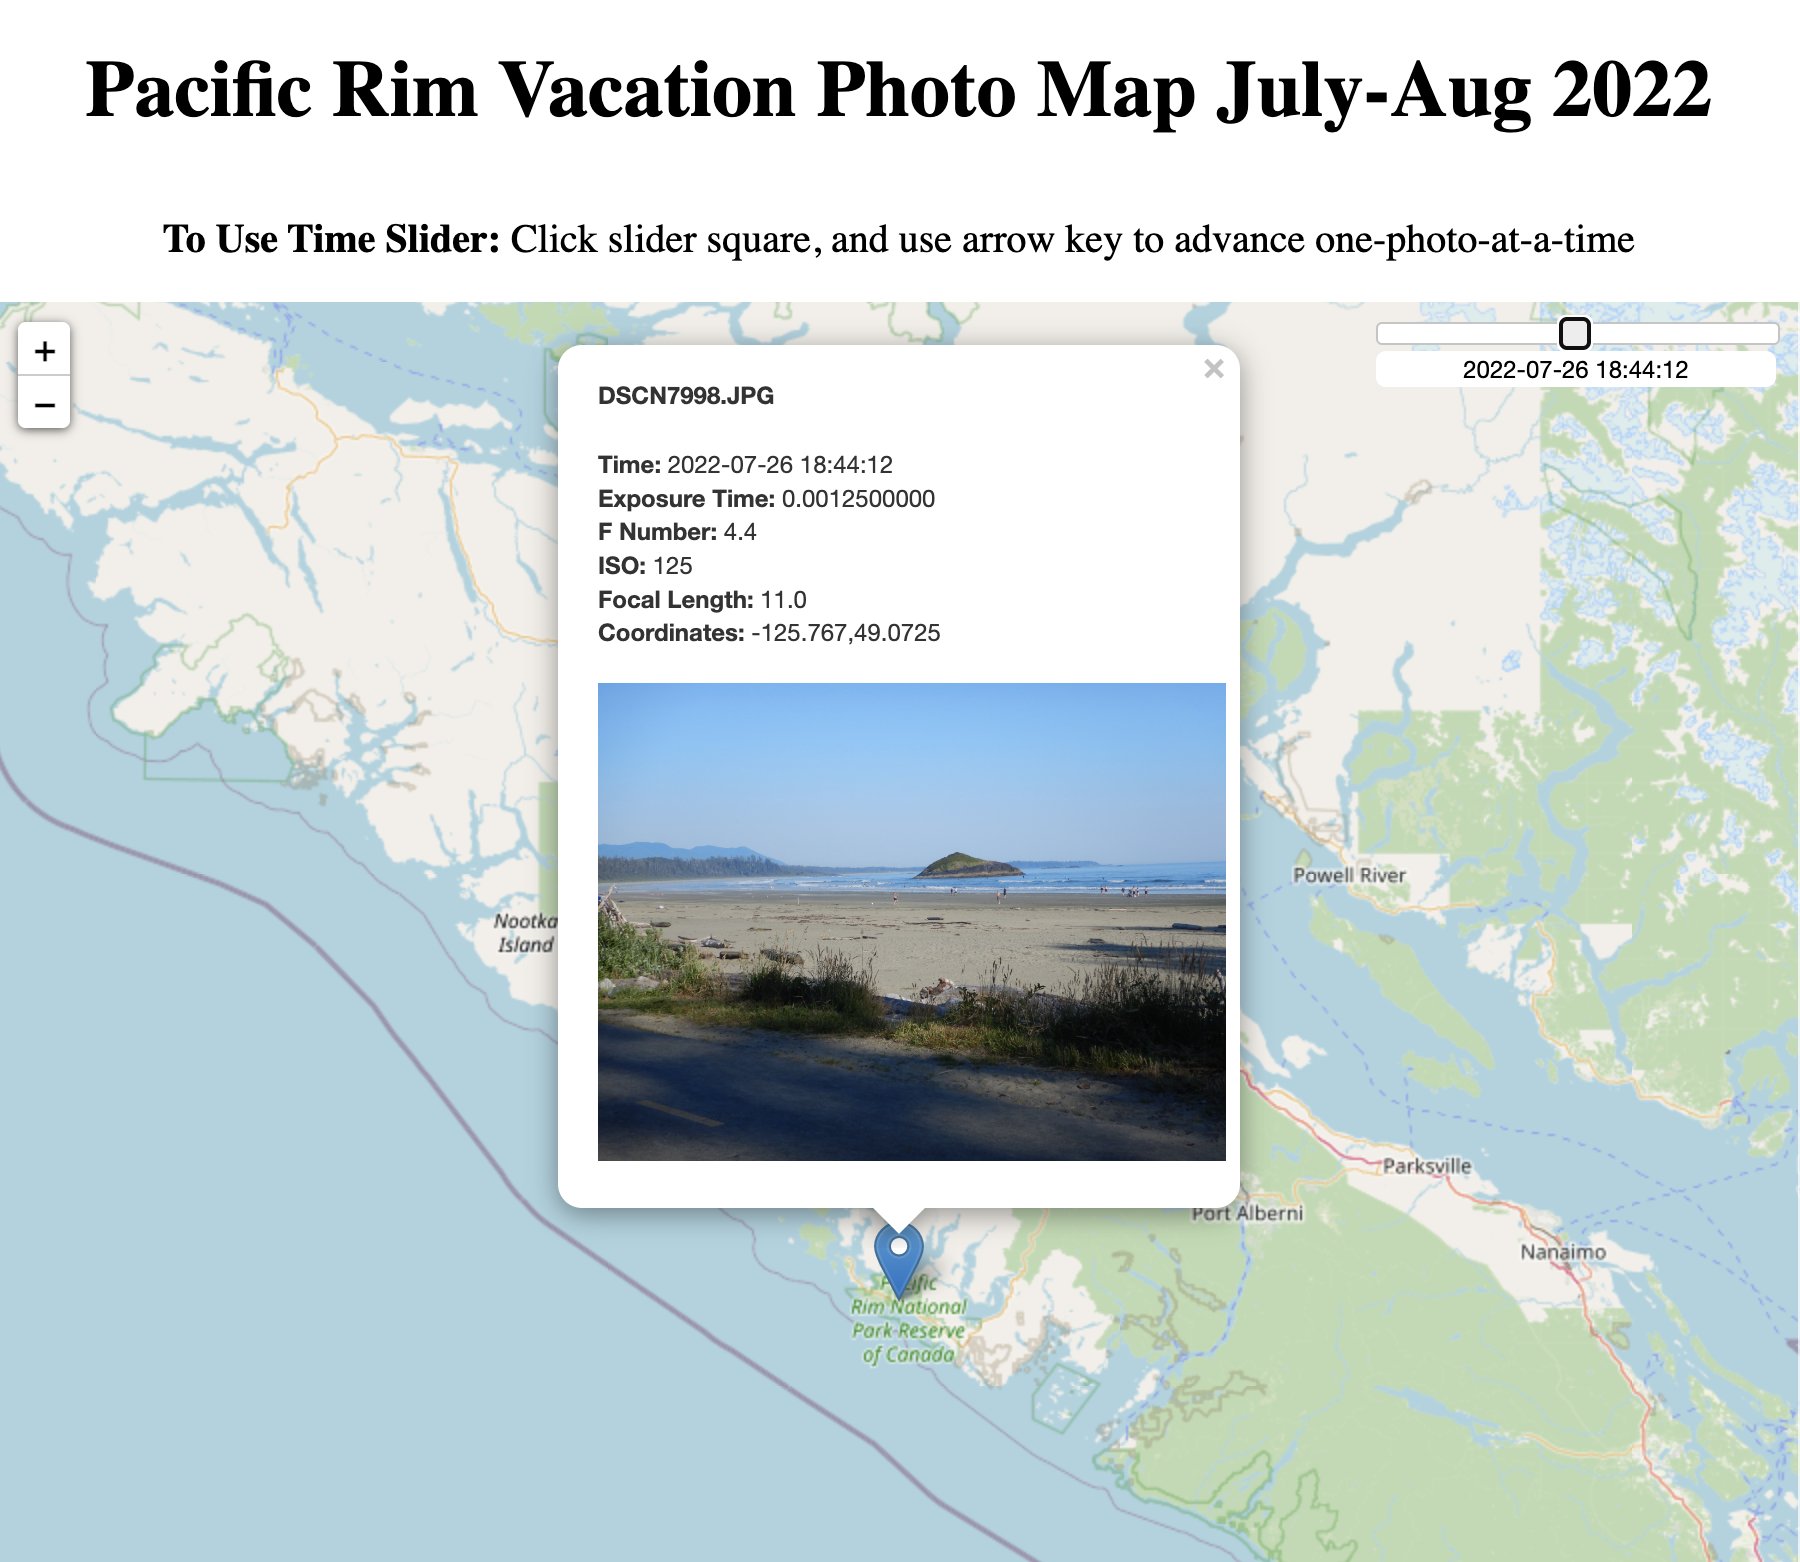 Pacific Rim Vacation Photo Map July-Aug 2022
To Use Time Slider: Click slider square, and use arrow key to advance one-photo-at-a-time
+
−
2022-07-26 18:44:12
×
DSCN7998.JPG
Time: 2022-07-26 18:44:12
Exposure Time: 0.0012500000
F Number: 4.4
ISO: 125
Focal Length: 11.0
Coordinates: -125.767,49.0725
Powell River
Nootka
Island
Parksville
Port Alberni
Nanaimo
Pacific
Rim National
Park Reserve
of Canada